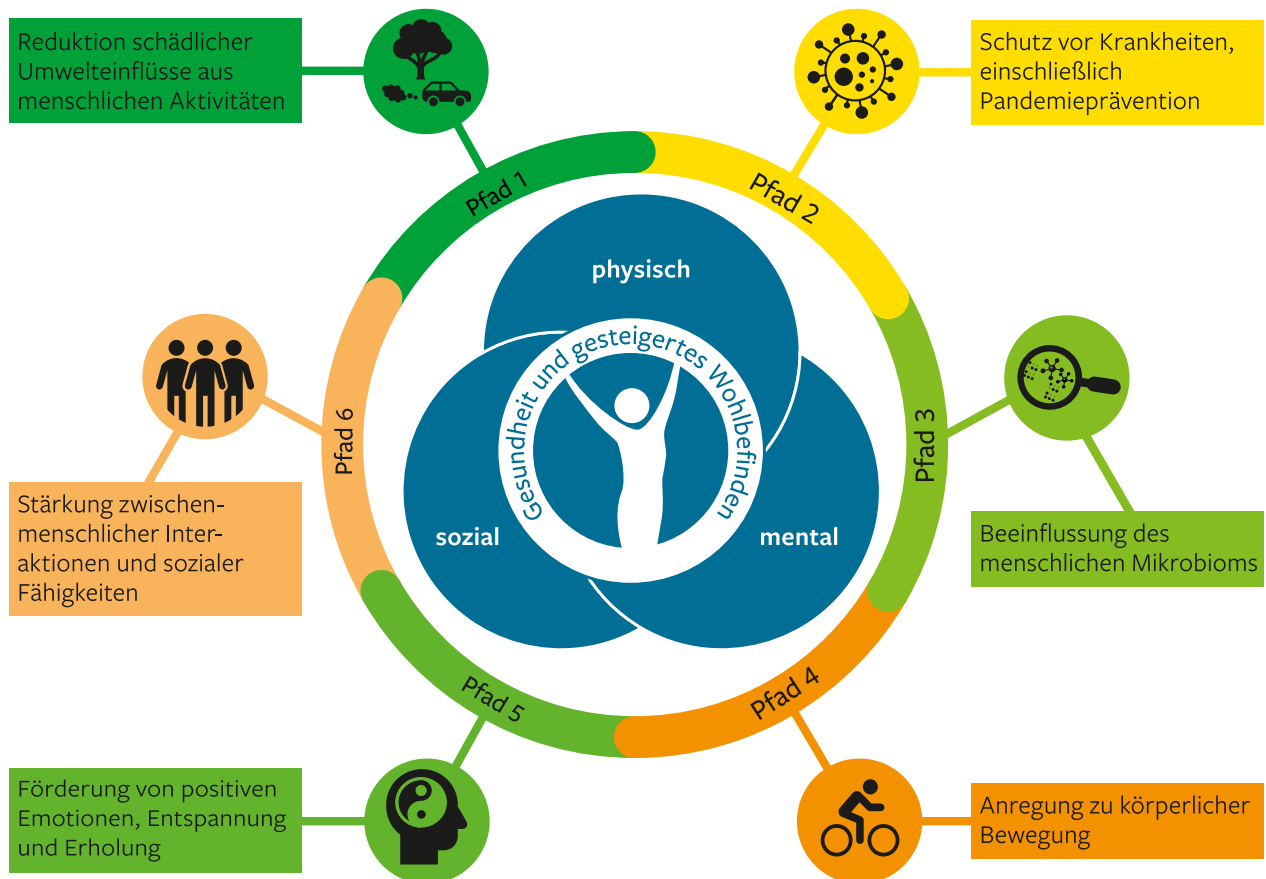 Reduktion schädlicher
Umwelteinflüsse aus
menschlichen Aktivitäten
Pfad 1
Schutz vor Krankheiten,
einschließlich
Pandemieprävention
Pfad 2
Beeinflussung des
menschlichen Mikrobioms
Pfad 3
Anregung zu körperlicher
Bewegung
Pfad 4
Förderung von positiven
Emotionen, Entspannung
und Erholung
Pfad 5
Stärkung zwischen-
menschlicher Inter-
aktionen und sozialer
Fähigkeiten
Pfad 6
physisch
Gesundheit und gesteigertes Wohlbefinden
sozial
mental